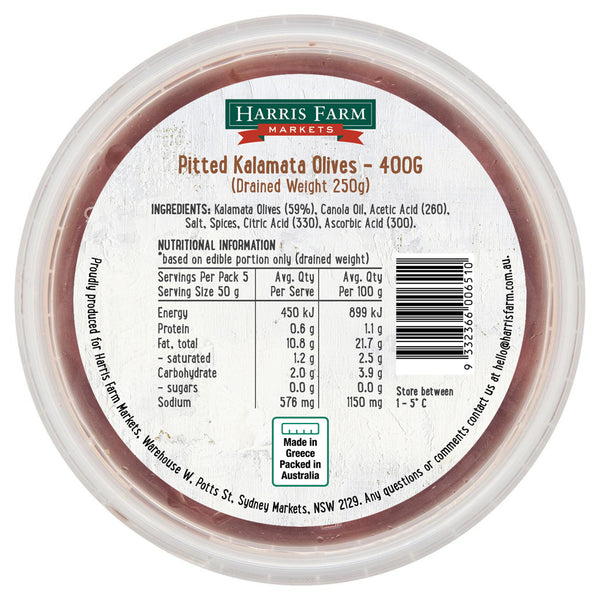 HARRIS FARM
MARKETS
Pitted Kalamata Olives - 400G
(Drained Weight 250g)
INGREDIENTS: Kalamata Olives (59%), Canola Oil, Acetic Acid (260),
Salt, Spices, Citric Acid (330), Ascorbic Acid (300).
NUTRITIONAL INFORMATION
*based on edible portion only (drained weight)
Servings Per Pack 5 Avg. Qty Avg. Qty
Serving Size 50 g Per Serve Per 100 g
Energy 450 kJ 899 kJ
Protein 0.6 g 1.1 g
Fat, total 10.8 g 21.7 g
- saturated 1.2 g 2.5 g
Carbohydrate 2.0 g 3.9 g
- sugars 0.0 g 0.0 g
Sodium 576 mg 1150 mg
9 332366 006510
Store between
1 - 5° C
Made in
Greece
Packed in
Australia
Proudly produced for Harris Farm Markets, Warehouse W, Potts St, Sydney Markets, NSW 2129. Any questions or comments contact us at hello@harrisfarm.com.au.